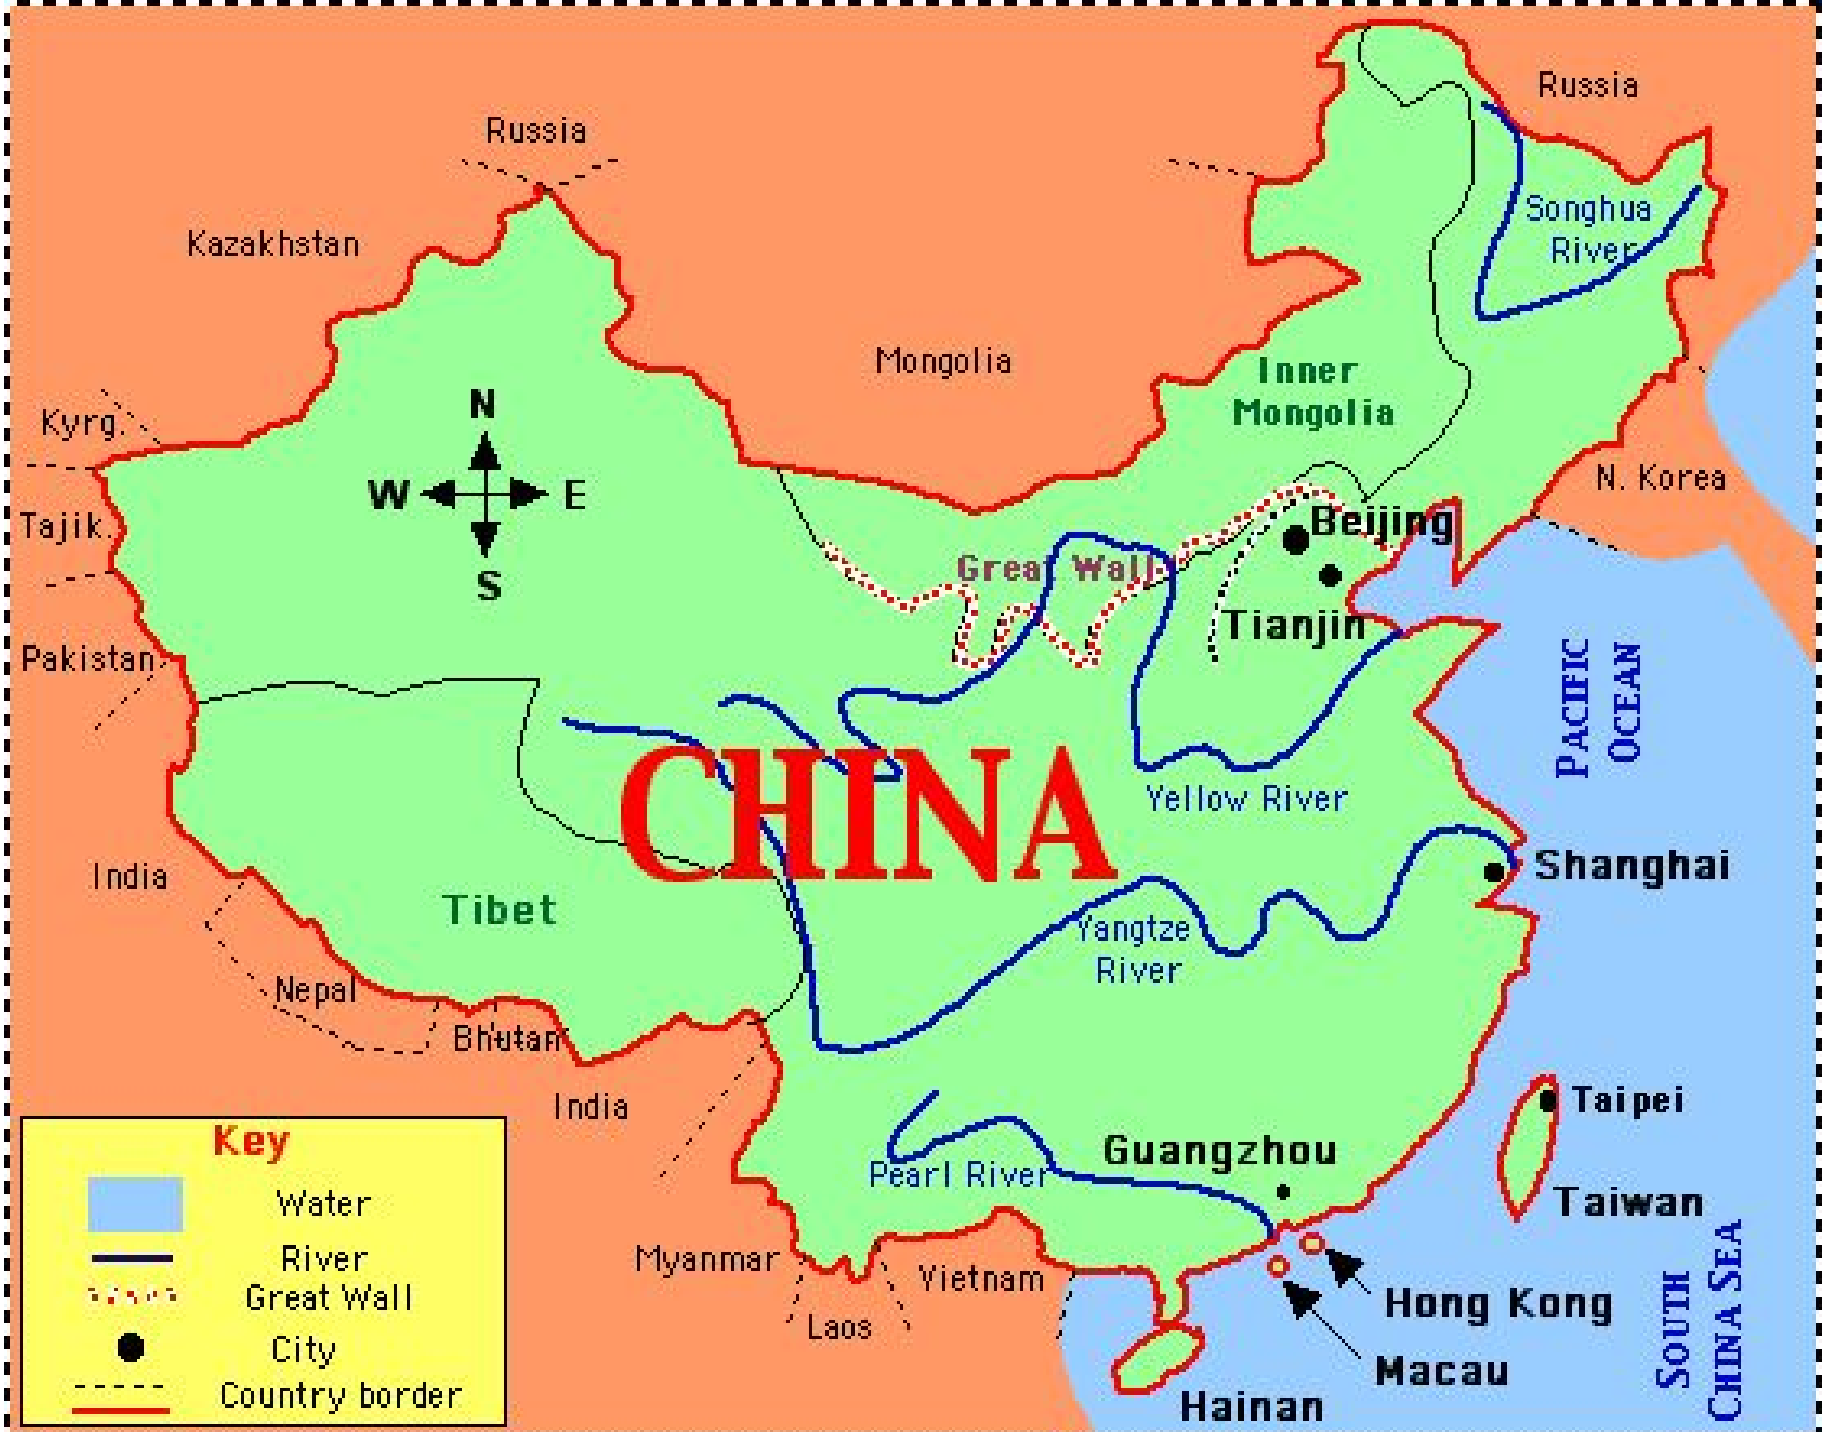 Russia
Russia
Kazakhstan
Songhua
River
Mongolia
Inner
Mongolia
Kyrg.
N
W
E
S
N. Korea
Tajik.
Beijing
Great Wall
Tianjin
Pakistan
PACIFIC
OCEAN
CHINA
Yellow River
Shanghai
India
Tibet
Yangtze
River
Nepal
Bhutan
India
Taipei
Guangzhou
Pearl River
Taiwan
Myanmar
Vietnam
Laos
Hong Kong
Macau
Hainan
SOUTH
CHINA SEA
Key
Water
River
Great Wall
City
Country border